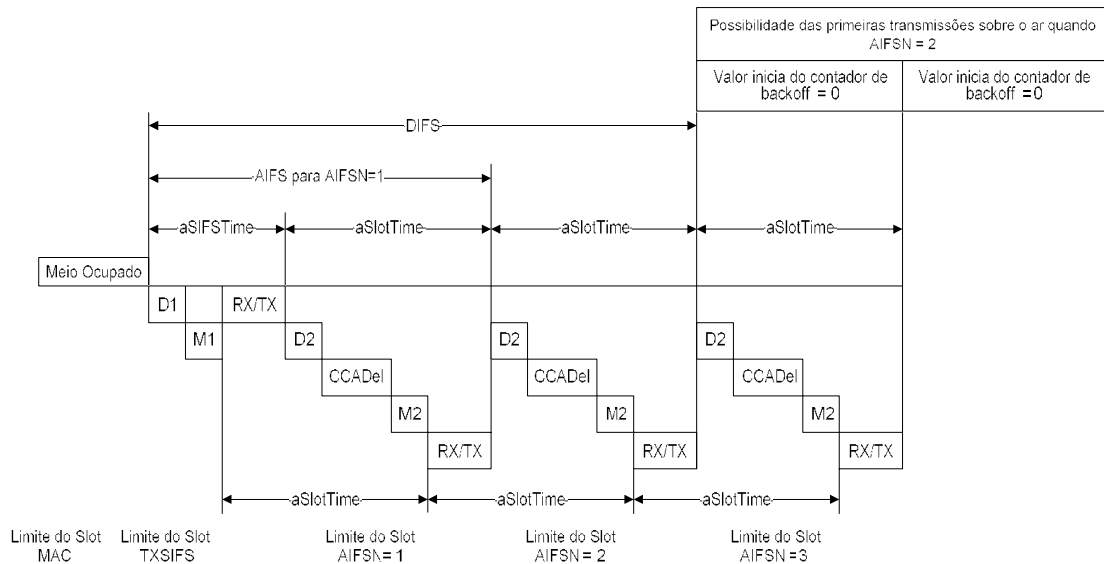 Possibilidade das primeiras transmissões sobre o ar quando
AIFSN = 2
Valor inicia do contador de
backoff = 0
Valor inicia do contador de
backoff = 0
DIFS
AIFS para AIFSN=1
aSIFSTime
aSlotTime
aSlotTime
aSlotTime
Meio Ocupado
D1
RX/TX
M1
D2
D2
D2
CCADel
CCADel
CCADel
M2
M2
M2
RX/TX
RX/TX
RX/TX
aSlotTime
aSlotTime
aSlotTime
Limite do Slot
MAC
Limite do Slot
TXSIFS
Limite do Slot
AIFSN= 1
Limite do Slot
AIFSN = 2
Limite do Slot
AIFSN =3